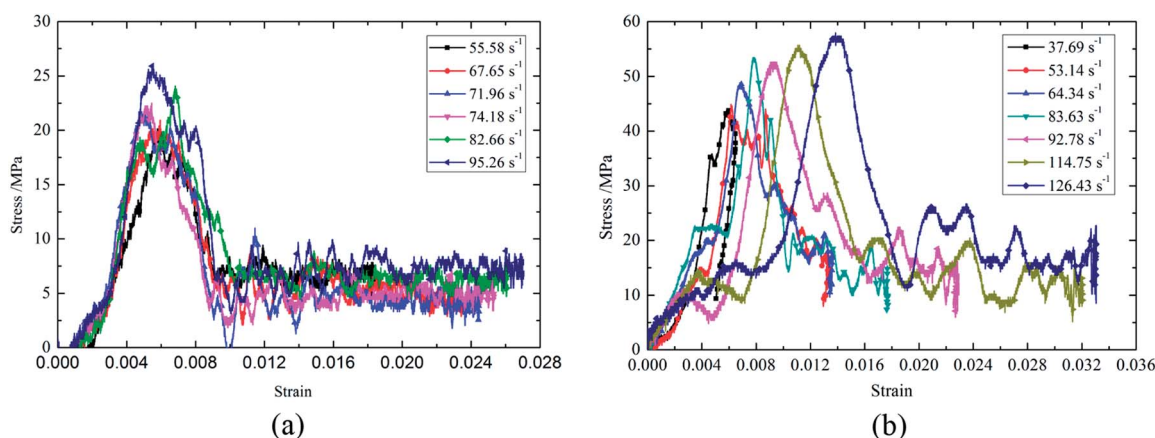 30
25
20
15
10
5
0
Stress /MPa
0.000 0.004 0.008 0.012 0.016 0.020 0.024 0.028
Strain
55.58 s⁻¹
67.65 s⁻¹
71.96 s⁻¹
74.18 s⁻¹
82.66 s⁻¹
95.26 s⁻¹
(a)
60
50
40
30
20
10
0
Stress /MPa
0.000 0.004 0.008 0.012 0.016 0.020 0.024 0.028 0.032 0.036
Strain
37.69 s⁻¹
53.14 s⁻¹
64.34 s⁻¹
83.63 s⁻¹
92.78 s⁻¹
114.75 s⁻¹
126.43 s⁻¹
(b)